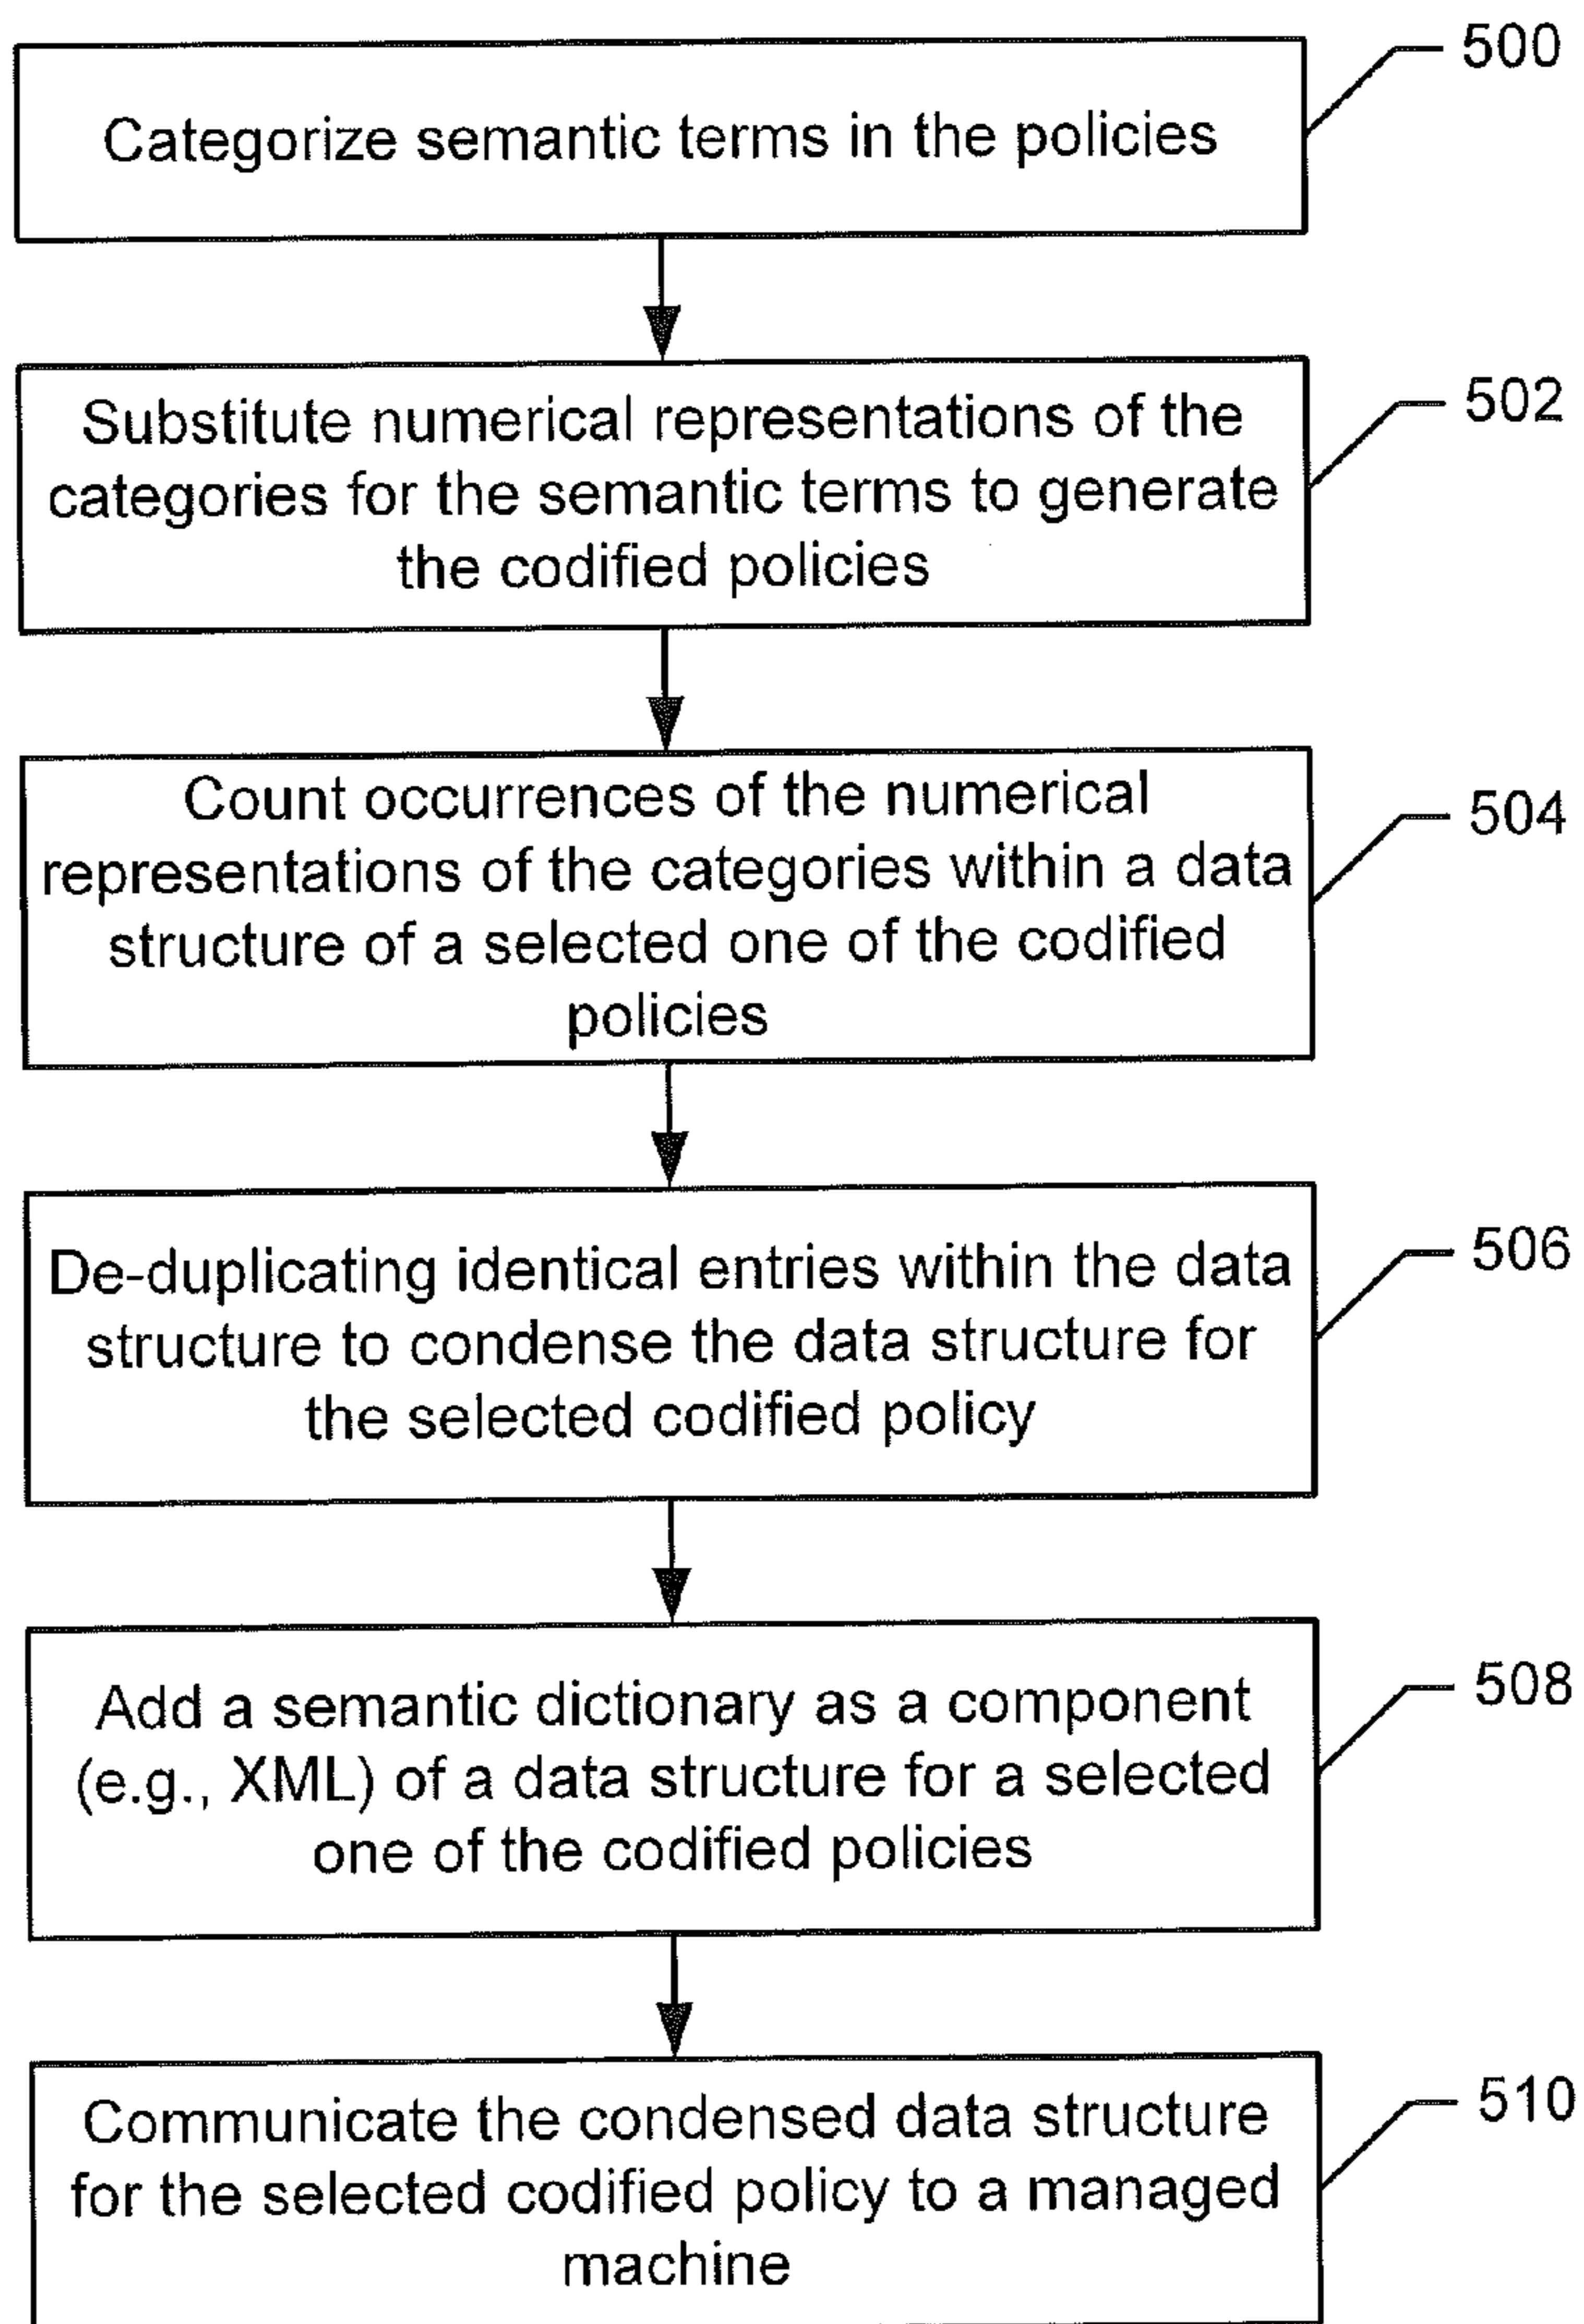 500
Categorize semantic terms in the policies
502
Substitute numerical representations of the
categories for the semantic terms to generate
the codified policies
504
Count occurrences of the numerical
representations of the categories within a data
structure of a selected one of the codified
policies
506
De-duplicating identical entries within the data
structure to condense the data structure for
the selected codified policy
508
Add a semantic dictionary as a component
(e.g., XML) of a data structure for a selected
one of the codified policies
510
Communicate the condensed data structure
for the selected codified policy to a managed
machine